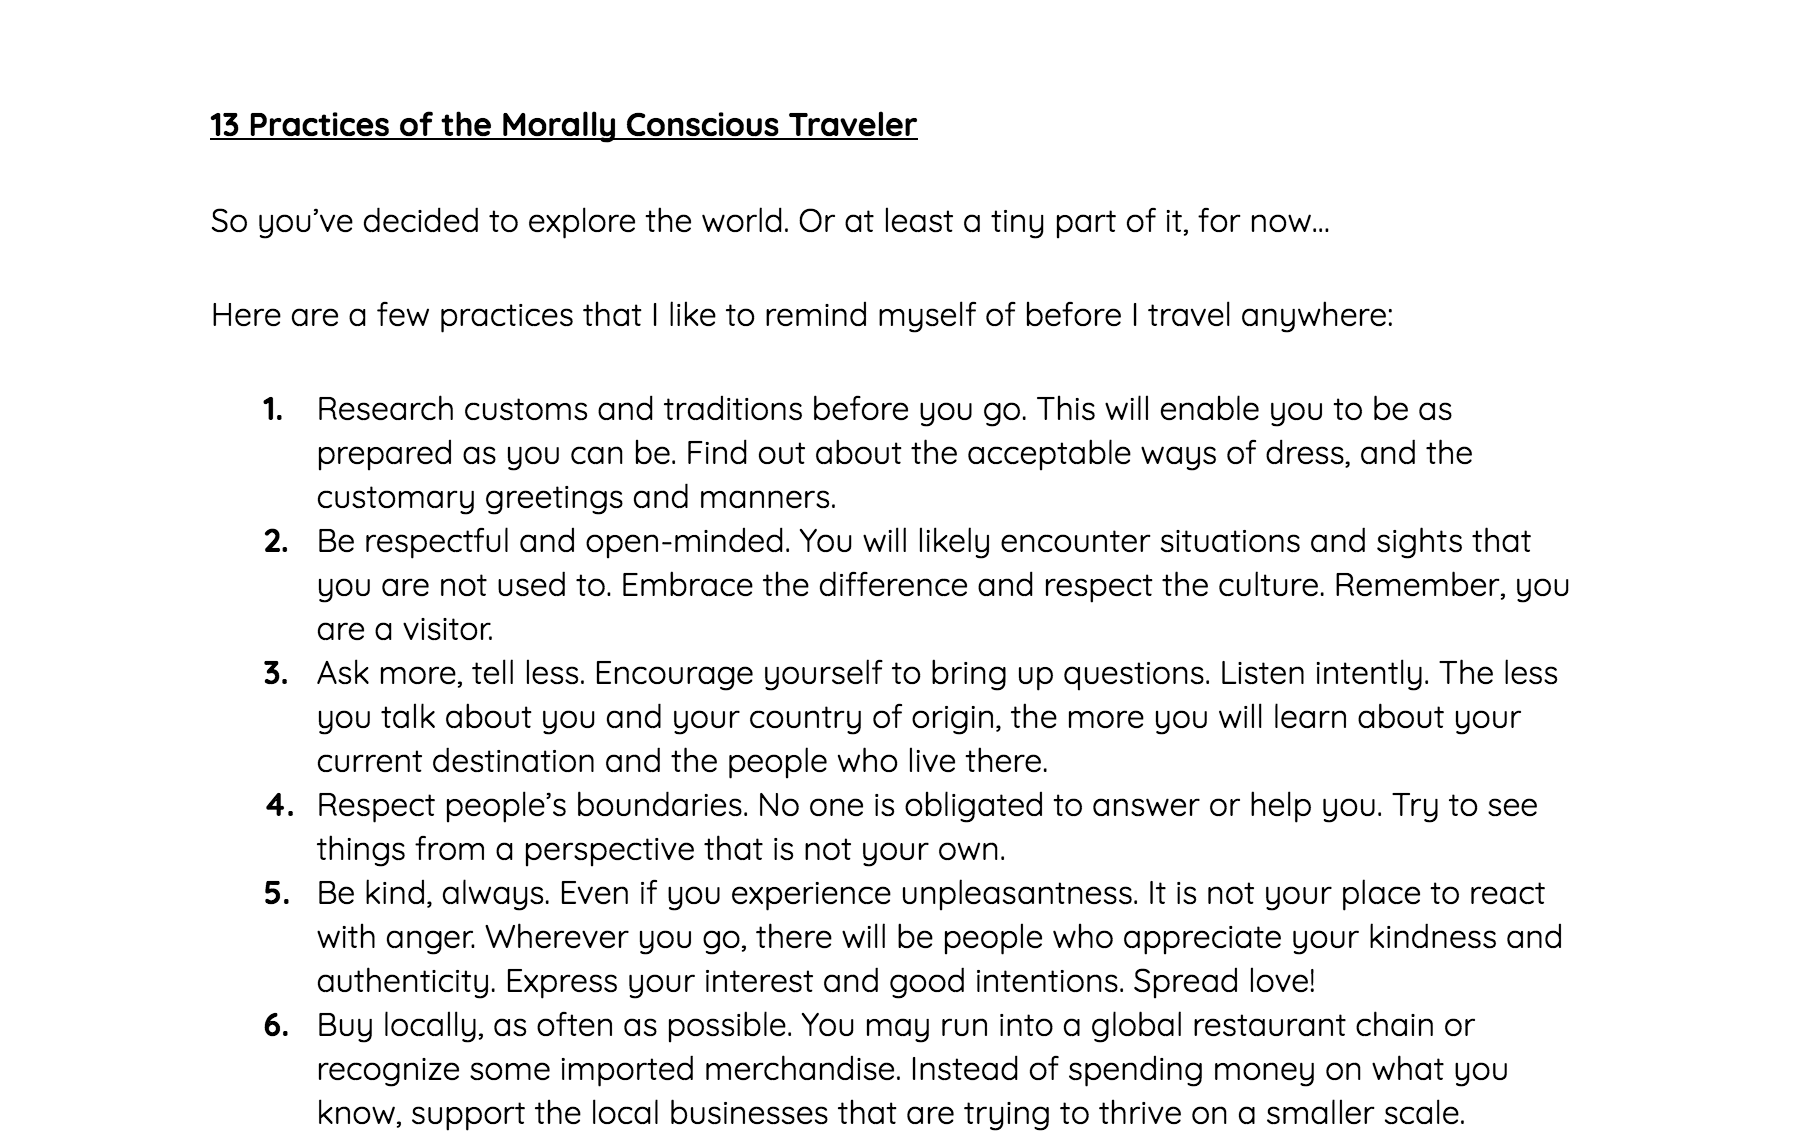 13 Practices of the Morally Conscious Traveler
So you’ve decided to explore the world. Or at least a tiny part of it, for now...
Here are a few practices that I like to remind myself of before I travel anywhere:
1. Research customs and traditions before you go. This will enable you to be as
prepared as you can be. Find out about the acceptable ways of dress, and the
customary greetings and manners.
2. Be respectful and open-minded. You will likely encounter situations and sights that
you are not used to. Embrace the difference and respect the culture. Remember, you
are a visitor.
3. Ask more, tell less. Encourage yourself to bring up questions. Listen intently. The less
you talk about you and your country of origin, the more you will learn about your
current destination and the people who live there.
4. Respect people’s boundaries. No one is obligated to answer or help you. Try to see
things from a perspective that is not your own.
5. Be kind, always. Even if you experience unpleasantness. It is not your place to react
with anger. Wherever you go, there will be people who appreciate your kindness and
authenticity. Express your interest and good intentions. Spread love!
6. Buy locally, as often as possible. You may run into a global restaurant chain or
recognize some imported merchandise. Instead of spending money on what you
know, support the local businesses that are trying to thrive on a smaller scale.